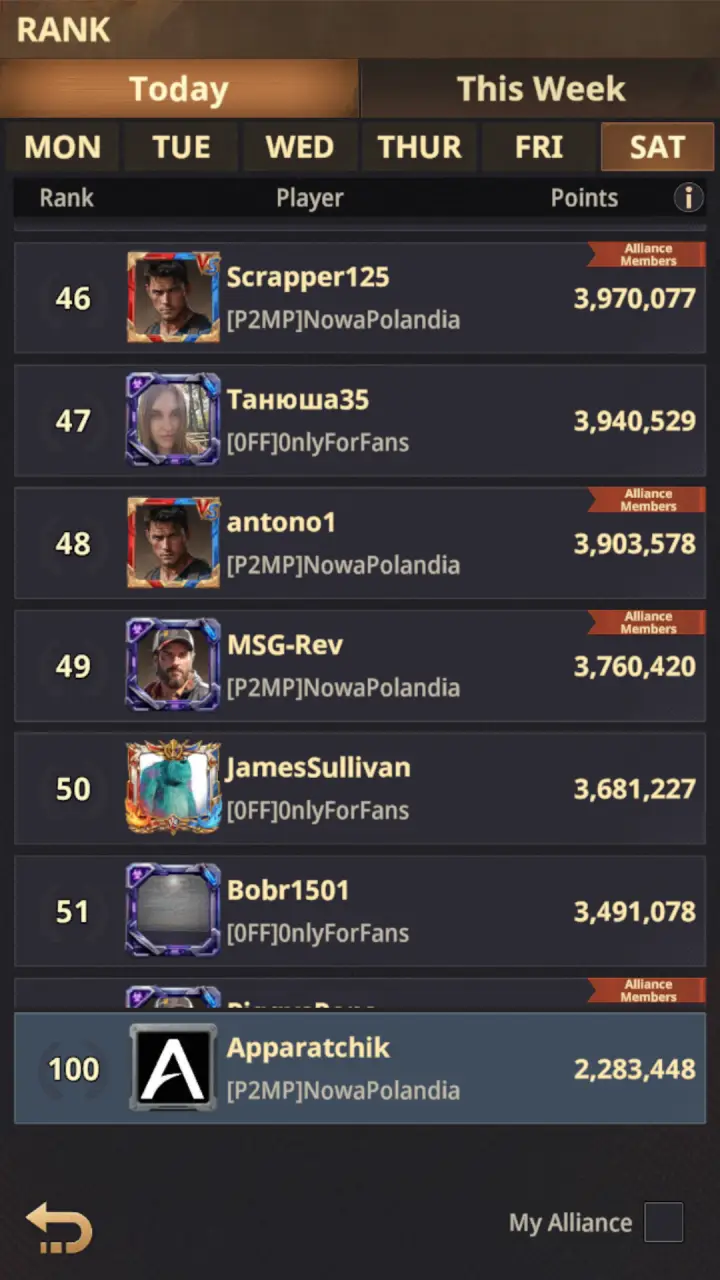 RANK
Today
This Week
MON TUE WED THUR FRI SAT
Rank Player Points
Alliance
Members
46
Scrapper125
[P2MP]NowaPolandia
3,970,077
47
Танюша35
[0FF]0nlyForFans
3,940,529
Alliance
Members
48
antono1
[P2MP]NowaPolandia
3,903,578
Alliance
Members
49
MSG-Rev
[P2MP]NowaPolandia
3,760,420
50
JamesSullivan
[0FF]0nlyForFans
3,681,227
51
Bobr1501
[0FF]0nlyForFans
3,491,078
Alliance
Members
100
Apparatchik
[P2MP]NowaPolandia
2,283,448
My Alliance